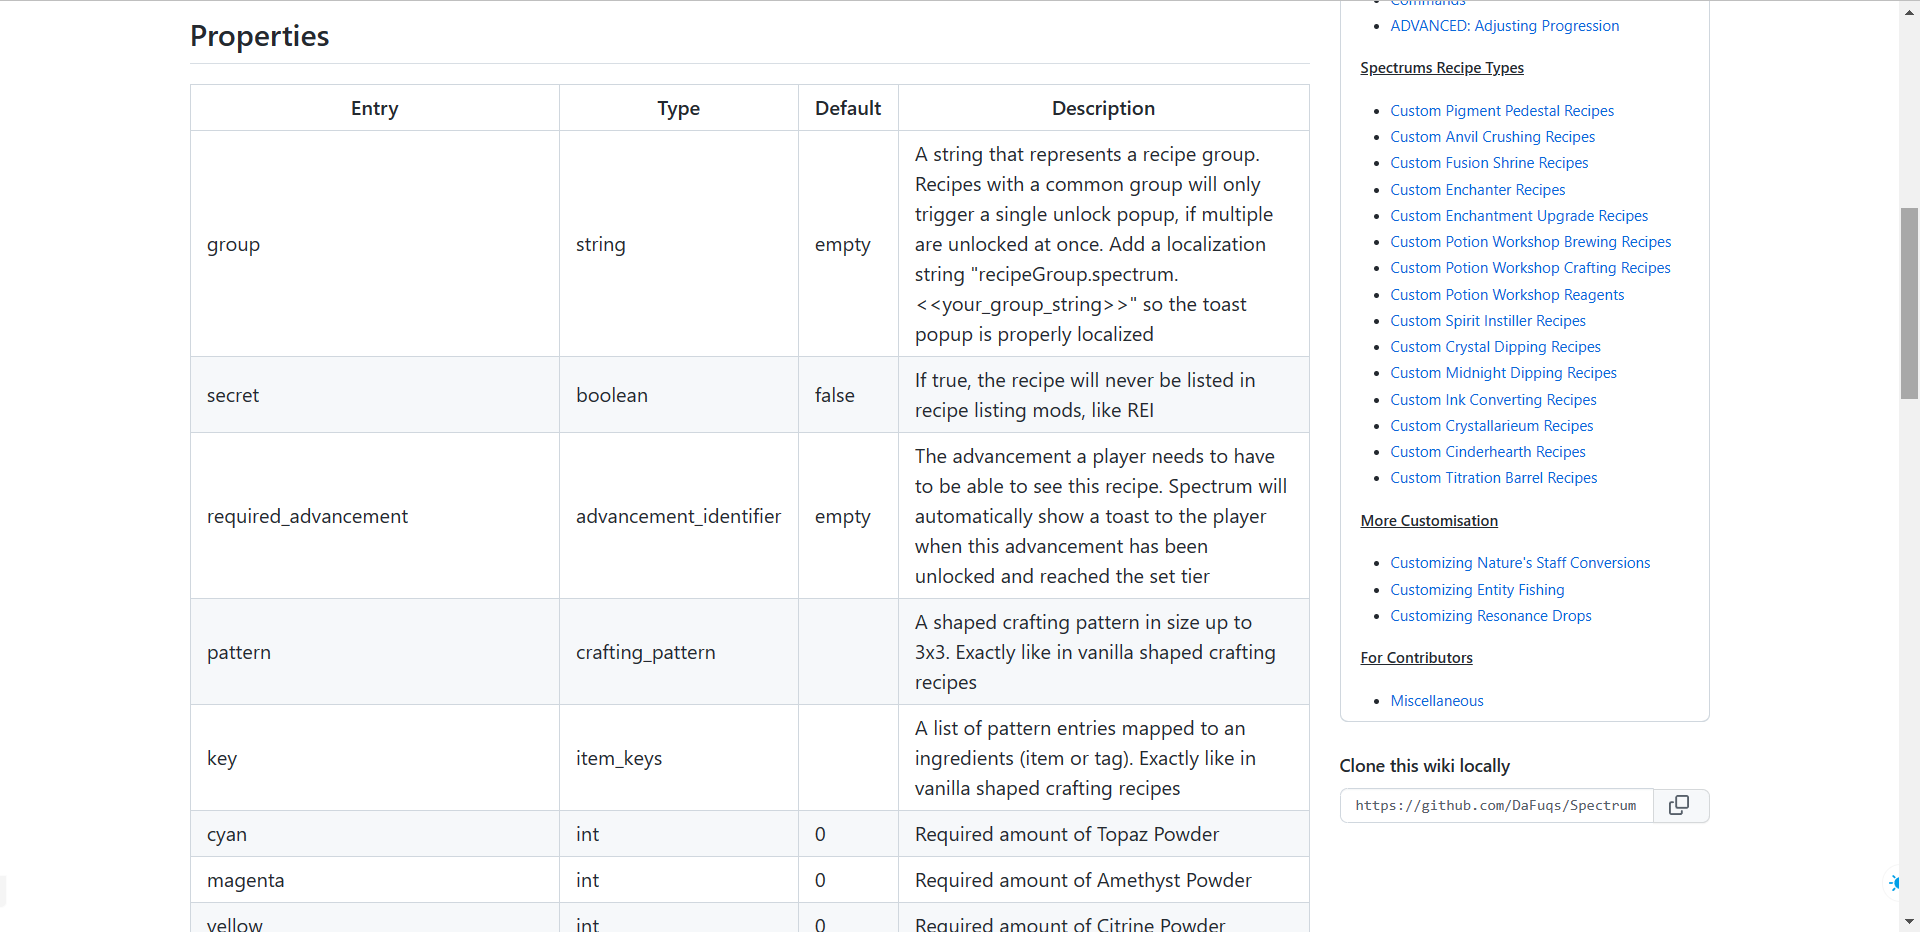 Properties
Entry
Type
Default
Description
group
string
empty
A string that represents a recipe group.
Recipes with a common group will only
trigger a single unlock popup, if multiple
are unlocked at once. Add a localization
string "recipeGroup.spectrum.
<<your_group_string>>" so the toast
popup is properly localized
secret
boolean
false
If true, the recipe will never be listed in
recipe listing mods, like REI
required_advancement
advancement_identifier
empty
The advancement a player needs to have
to be able to see this recipe. Spectrum will
automatically show a toast to the player
when this advancement has been
unlocked and reached the set tier
pattern
crafting_pattern
A shaped crafting pattern in size up to
3x3. Exactly like in vanilla shaped crafting
recipes
key
item_keys
A list of pattern entries mapped to an
ingredients (item or tag). Exactly like in
vanilla shaped crafting recipes
cyan
int
0
Required amount of Topaz Powder
magenta
int
0
Required amount of Amethyst Powder
yellow
int
0
Required amount of Citrine Powder
Commands
ADVANCED: Adjusting Progression
Spectrums Recipe Types
Custom Pigment Pedestal Recipes
Custom Anvil Crushing Recipes
Custom Fusion Shrine Recipes
Custom Enchanter Recipes
Custom Enchantment Upgrade Recipes
Custom Potion Workshop Brewing Recipes
Custom Potion Workshop Crafting Recipes
Custom Potion Workshop Reagents
Custom Spirit Instiller Recipes
Custom Crystal Dipping Recipes
Custom Midnight Dipping Recipes
Custom Ink Converting Recipes
Custom Crystallarieum Recipes
Custom Cinderhearth Recipes
Custom Titration Barrel Recipes
More Customisation
Customizing Nature's Staff Conversions
Customizing Entity Fishing
Customizing Resonance Drops
For Contributors
Miscellaneous
Clone this wiki locally
https://github.com/DaFuqs/Spectrum